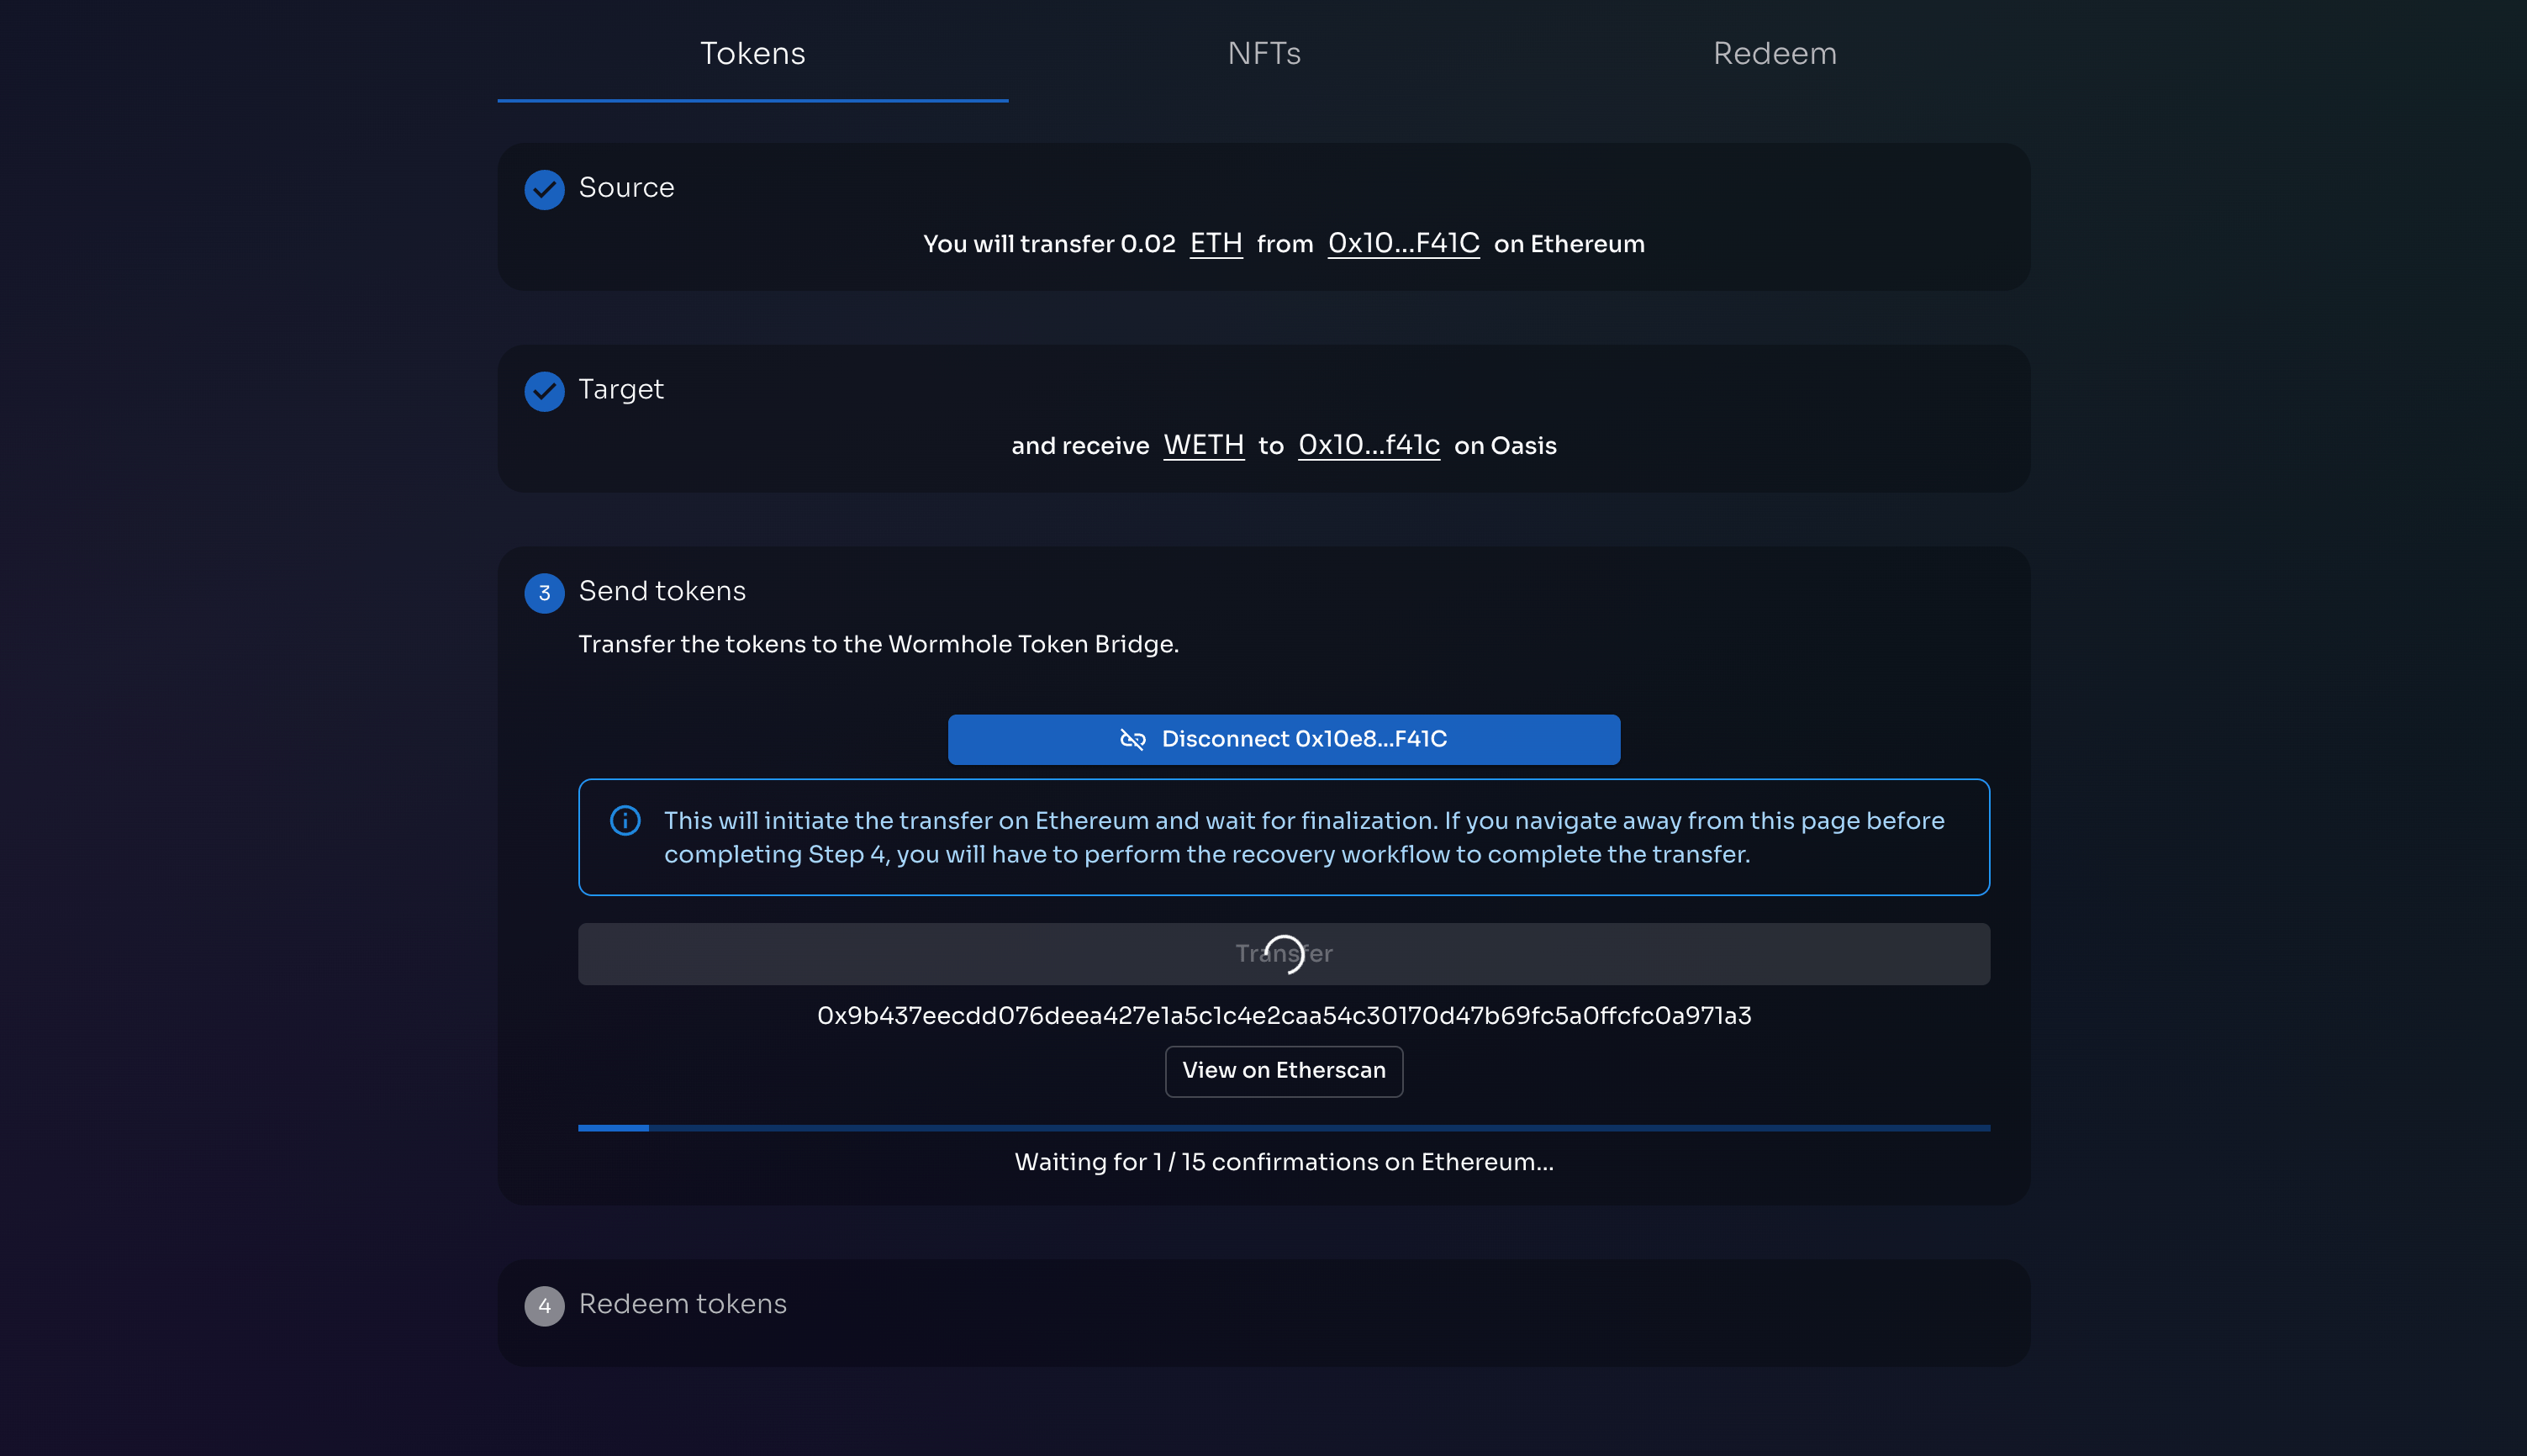 Tokens
NFTs
Redeem
Source
You will transfer 0.02 ETH from 0x10...F41C on Ethereum
Target
and receive WETH to 0x10...f41c on Oasis
3
Send tokens
Transfer the tokens to the Wormhole Token Bridge.
Disconnect 0x10e8...F41C
This will initiate the transfer on Ethereum and wait for finalization. If you navigate away from this page before
completing Step 4, you will have to perform the recovery workflow to complete the transfer.
Transfer
0x9b437eecdd076deea427e1a5c1c4e2caa54c30170d47b69fc5a0ffcfc0a971a3
View on Etherscan
Waiting for 1 / 15 confirmations on Ethereum...
4
Redeem tokens